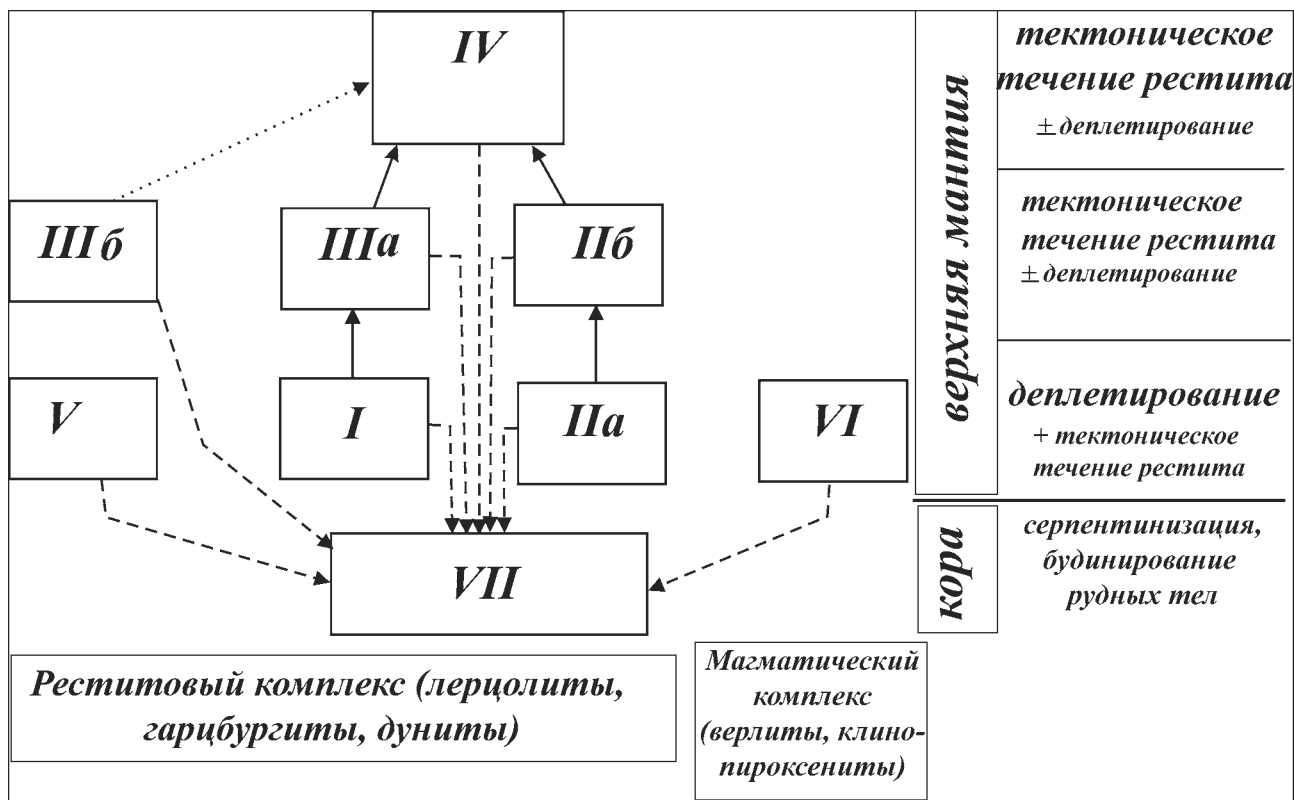 IV
IIIб
IIIа
IIб
V
I
IIа
VI
VII
Реститовый комплекс (лерцолиты,
гарцбургиты, дуниты)
Магматический
комплекс
(верлиты, клино-
пироксениты)
верхняя мантия
кора
тектоническое
течение рестита
± деплетирование
тектоническое
течение рестита
± деплетирование
деплетирование
+ тектоническое
течение рестита
серпентинизация,
будинирование
рудных тел